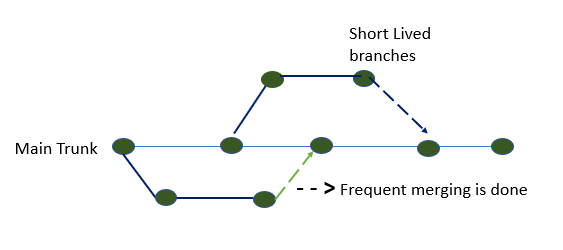 Short Lived
branches
Main Trunk
--> Frequent merging is done